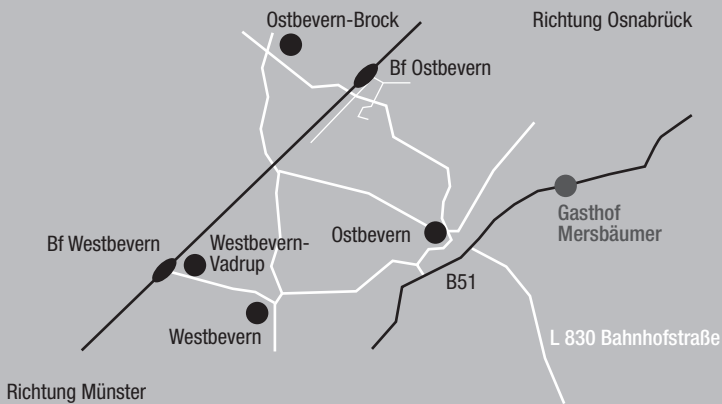 Ostbevern-Brock
Richtung Osnabrück
Bf Ostbevern
Gasthof
Mersbäumer
Ostbevern
Bf Westbevern
Westbevern-
Vadrup
B51
Westbevern
L 830 Bahnhofstraße
Richtung Münster